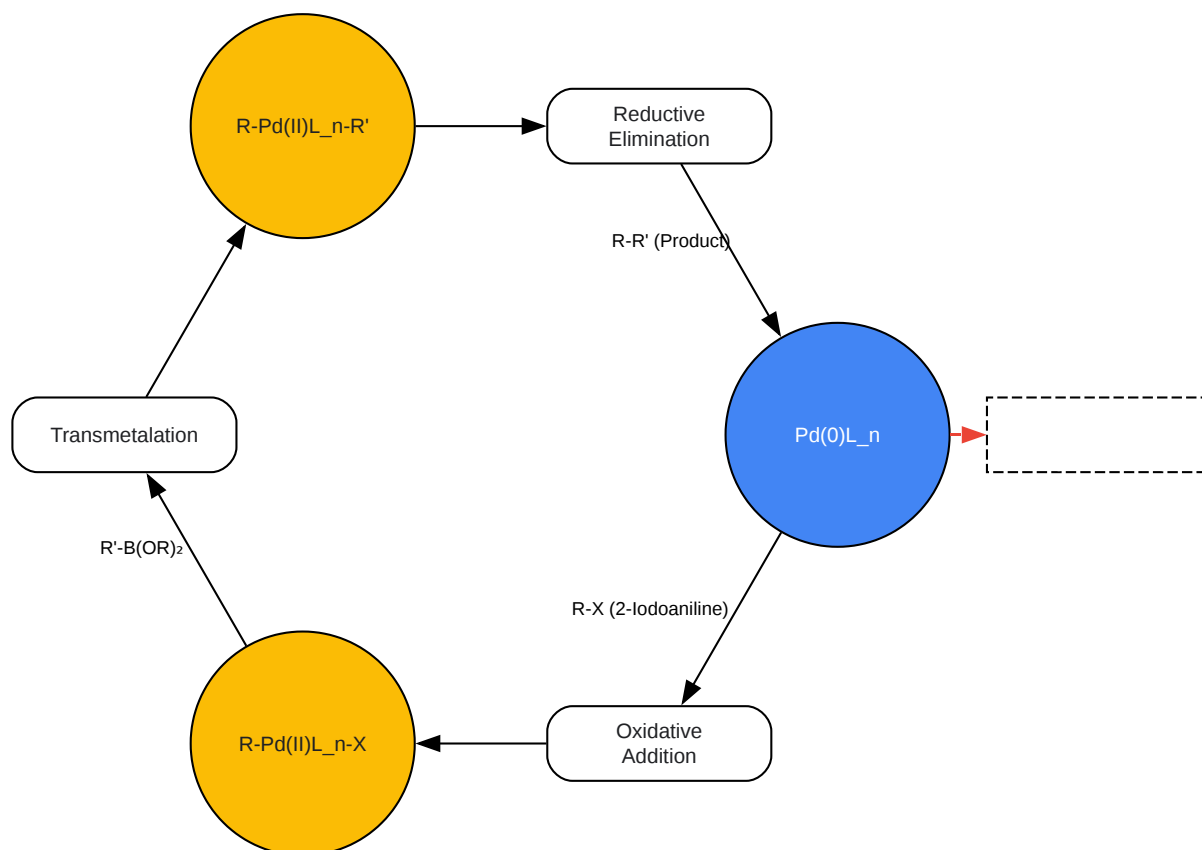 R-Pd(II)L_n-R'
Reductive
Elimination
R-R' (Product)
Transmetalation
Pd(0)L_n
R'-B(OR)₂
R-X (2-Iodoaniline)
R-Pd(II)L_n-X
Oxidative
Addition